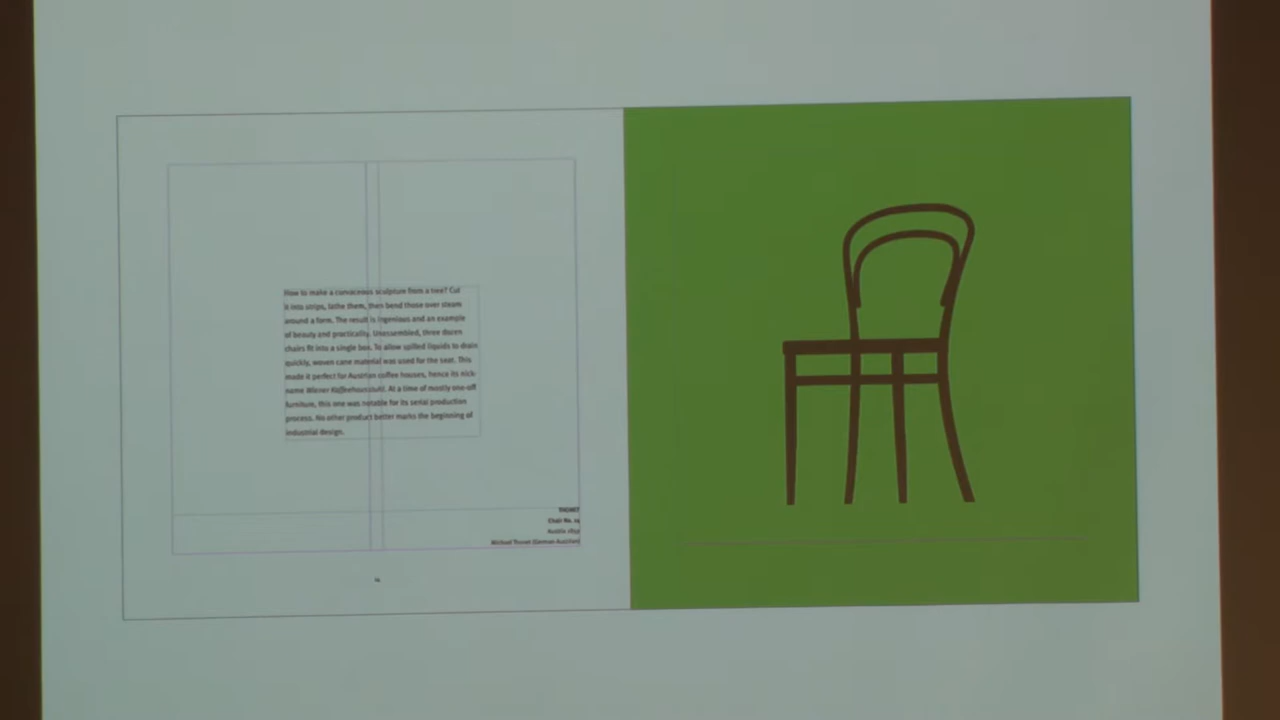 How to make a curvaceous sculpture from a tree? Cut
it into strips, lathe them, then bend those over steam
around a form. The result is ingenious and an example
of beauty and practicality. Unassembled, three dozen
chairs fit into a single box. To allow spilled liquids to drain
quickly, woven cane material was used for the seat. This
made it perfect for Austrian coffee houses, hence its nick-
name Wiener Kaffeehausstuhl. At a time of mostly one-off
furniture, this one was notable for its serial production
process. No other product better marks the beginning of
industrial design.
THONET
Chair No. 14
Austria 1859
Michael Thonet (German-Austrian)